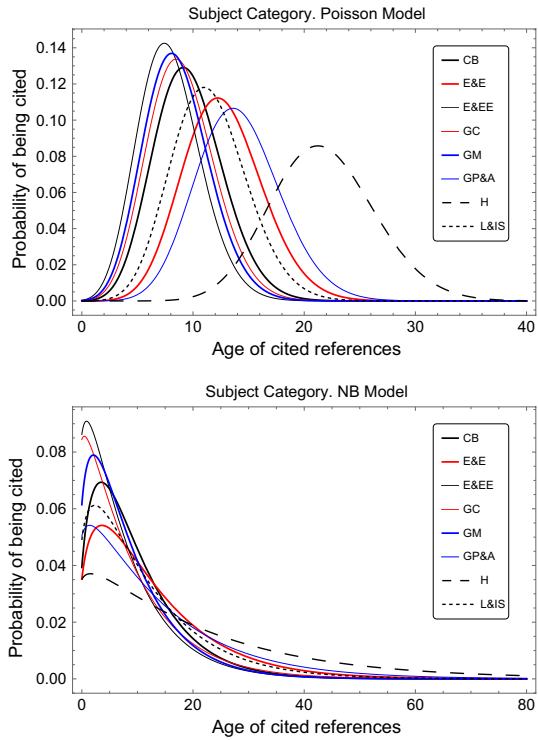 Subject Category. Poisson Model
Probability of being cited
0.14
0.12
0.10
0.08
0.06
0.04
0.02
0.00
CB
E&E
E&EE
GC
GM
GP&A
H
L&IS
0 10 20 30 40
Age of cited references
Subject Category. NB Model
Probability of being cited
0.08
0.06
0.04
0.02
0.00
CB
E&E
E&EE
GC
GM
GP&A
H
L&IS
0 20 40 60 80
Age of cited references